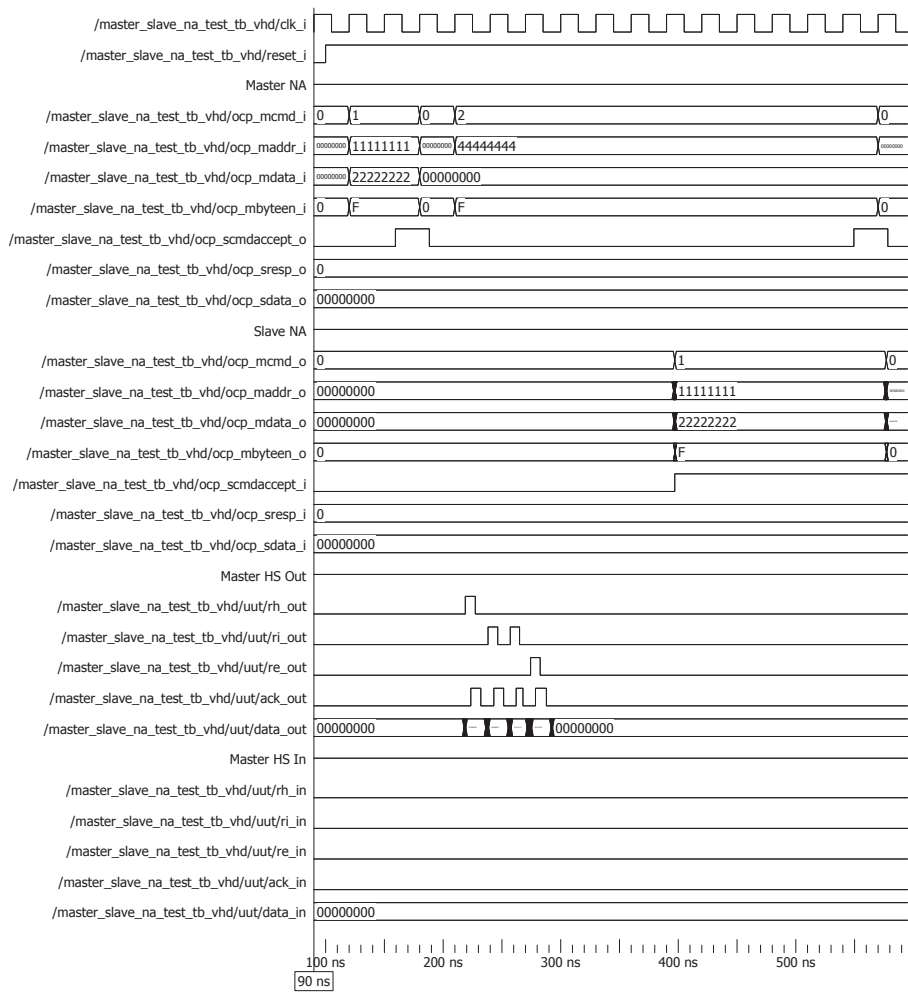 /master_slave_na_test_tb_vhd/clk_i
/master_slave_na_test_tb_vhd/reset_i
Master NA
/master_slave_na_test_tb_vhd/ocp_mcmd_i 0 1 0 2 0
/master_slave_na_test_tb_vhd/ocp_maddr_i 00000000 11111111 00000000 44444444 00000000
/master_slave_na_test_tb_vhd/ocp_mdata_i 00000000 22222222 00000000
/master_slave_na_test_tb_vhd/ocp_mbyteen_i 0 F 0 F 0
/master_slave_na_test_tb_vhd/ocp_scmdaccept_o
/master_slave_na_test_tb_vhd/ocp_sresp_o 0
/master_slave_na_test_tb_vhd/ocp_sdata_o 00000000
Slave NA
/master_slave_na_test_tb_vhd/ocp_mcmd_o 0 1 0
/master_slave_na_test_tb_vhd/ocp_maddr_o 00000000 11111111
/master_slave_na_test_tb_vhd/ocp_mdata_o 00000000 22222222
/master_slave_na_test_tb_vhd/ocp_mbyteen_o 0 F 0
/master_slave_na_test_tb_vhd/ocp_scmdaccept_i
/master_slave_na_test_tb_vhd/ocp_sresp_i 0
/master_slave_na_test_tb_vhd/ocp_sdata_i 00000000
Master HS Out
/master_slave_na_test_tb_vhd/uut/rh_out
/master_slave_na_test_tb_vhd/uut/ri_out
/master_slave_na_test_tb_vhd/uut/re_out
/master_slave_na_test_tb_vhd/uut/ack_out
/master_slave_na_test_tb_vhd/uut/data_out 00000000 00000000
Master HS In
/master_slave_na_test_tb_vhd/uut/rh_in
/master_slave_na_test_tb_vhd/uut/ri_in
/master_slave_na_test_tb_vhd/uut/re_in
/master_slave_na_test_tb_vhd/uut/ack_in
/master_slave_na_test_tb_vhd/uut/data_in 00000000
100 ns 200 ns 300 ns 400 ns 500 ns
90 ns